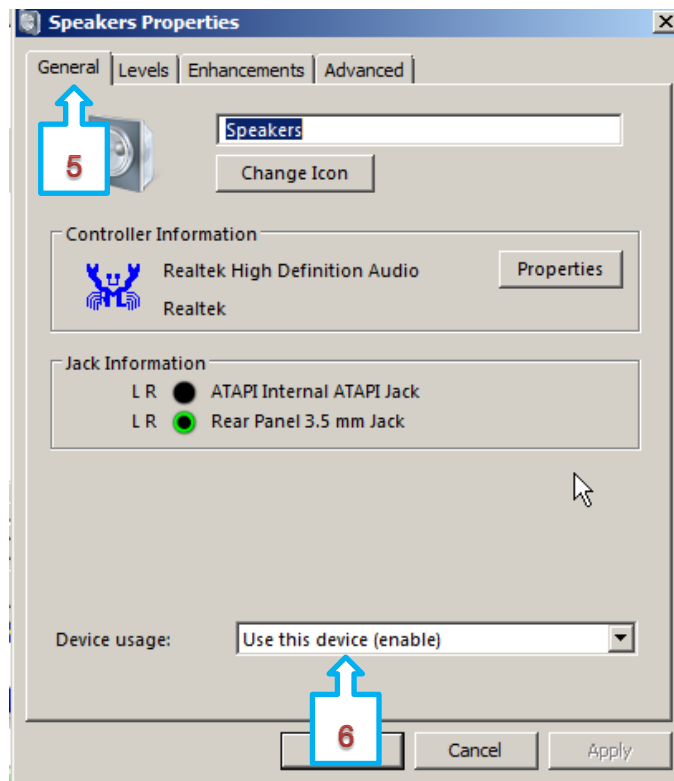 Speakers Properties
General Levels Enhancements Advanced
5
Speakers
Change Icon
Controller Information
Realtek High Definition Audio
Properties
Realtek
Jack Information
L R ATAPI Internal ATAPI Jack
L R Rear Panel 3.5 mm Jack
Device usage: Use this device (enable)
6
Cancel Apply